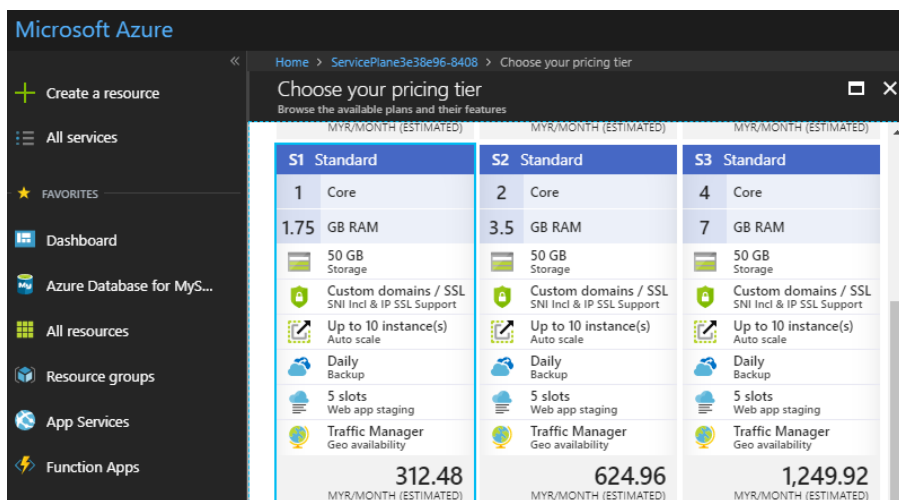 Microsoft Azure
«
Home > ServicePlane3e38e96-8408 > Choose your pricing tier
Create a resource
Choose your pricing tier
Browse the available plans and their features
All services
MYR/MONTH (ESTIMATED) MYR/MONTH (ESTIMATED) MYR/MONTH (ESTIMATED)
FAVORITES
Dashboard
Azure Database for MyS...
All resources
Resource groups
App Services
Function Apps
S1 Standard
1 Core
1.75 GB RAM
50 GB
Storage
Custom domains / SSL
SNI Incl & IP SSL Support
Up to 10 instance(s)
Auto scale
Daily
Backup
5 slots
Web app staging
Traffic Manager
Geo availability
312.48
MYR/MONTH (ESTIMATED)
S2 Standard
2 Core
3.5 GB RAM
50 GB
Storage
Custom domains / SSL
SNI Incl & IP SSL Support
Up to 10 instance(s)
Auto scale
Daily
Backup
5 slots
Web app staging
Traffic Manager
Geo availability
624.96
MYR/MONTH (ESTIMATED)
S3 Standard
4 Core
7 GB RAM
50 GB
Storage
Custom domains / SSL
SNI Incl & IP SSL Support
Up to 10 instance(s)
Auto scale
Daily
Backup
5 slots
Web app staging
Traffic Manager
Geo availability
1,249.92
MYR/MONTH (ESTIMATED)